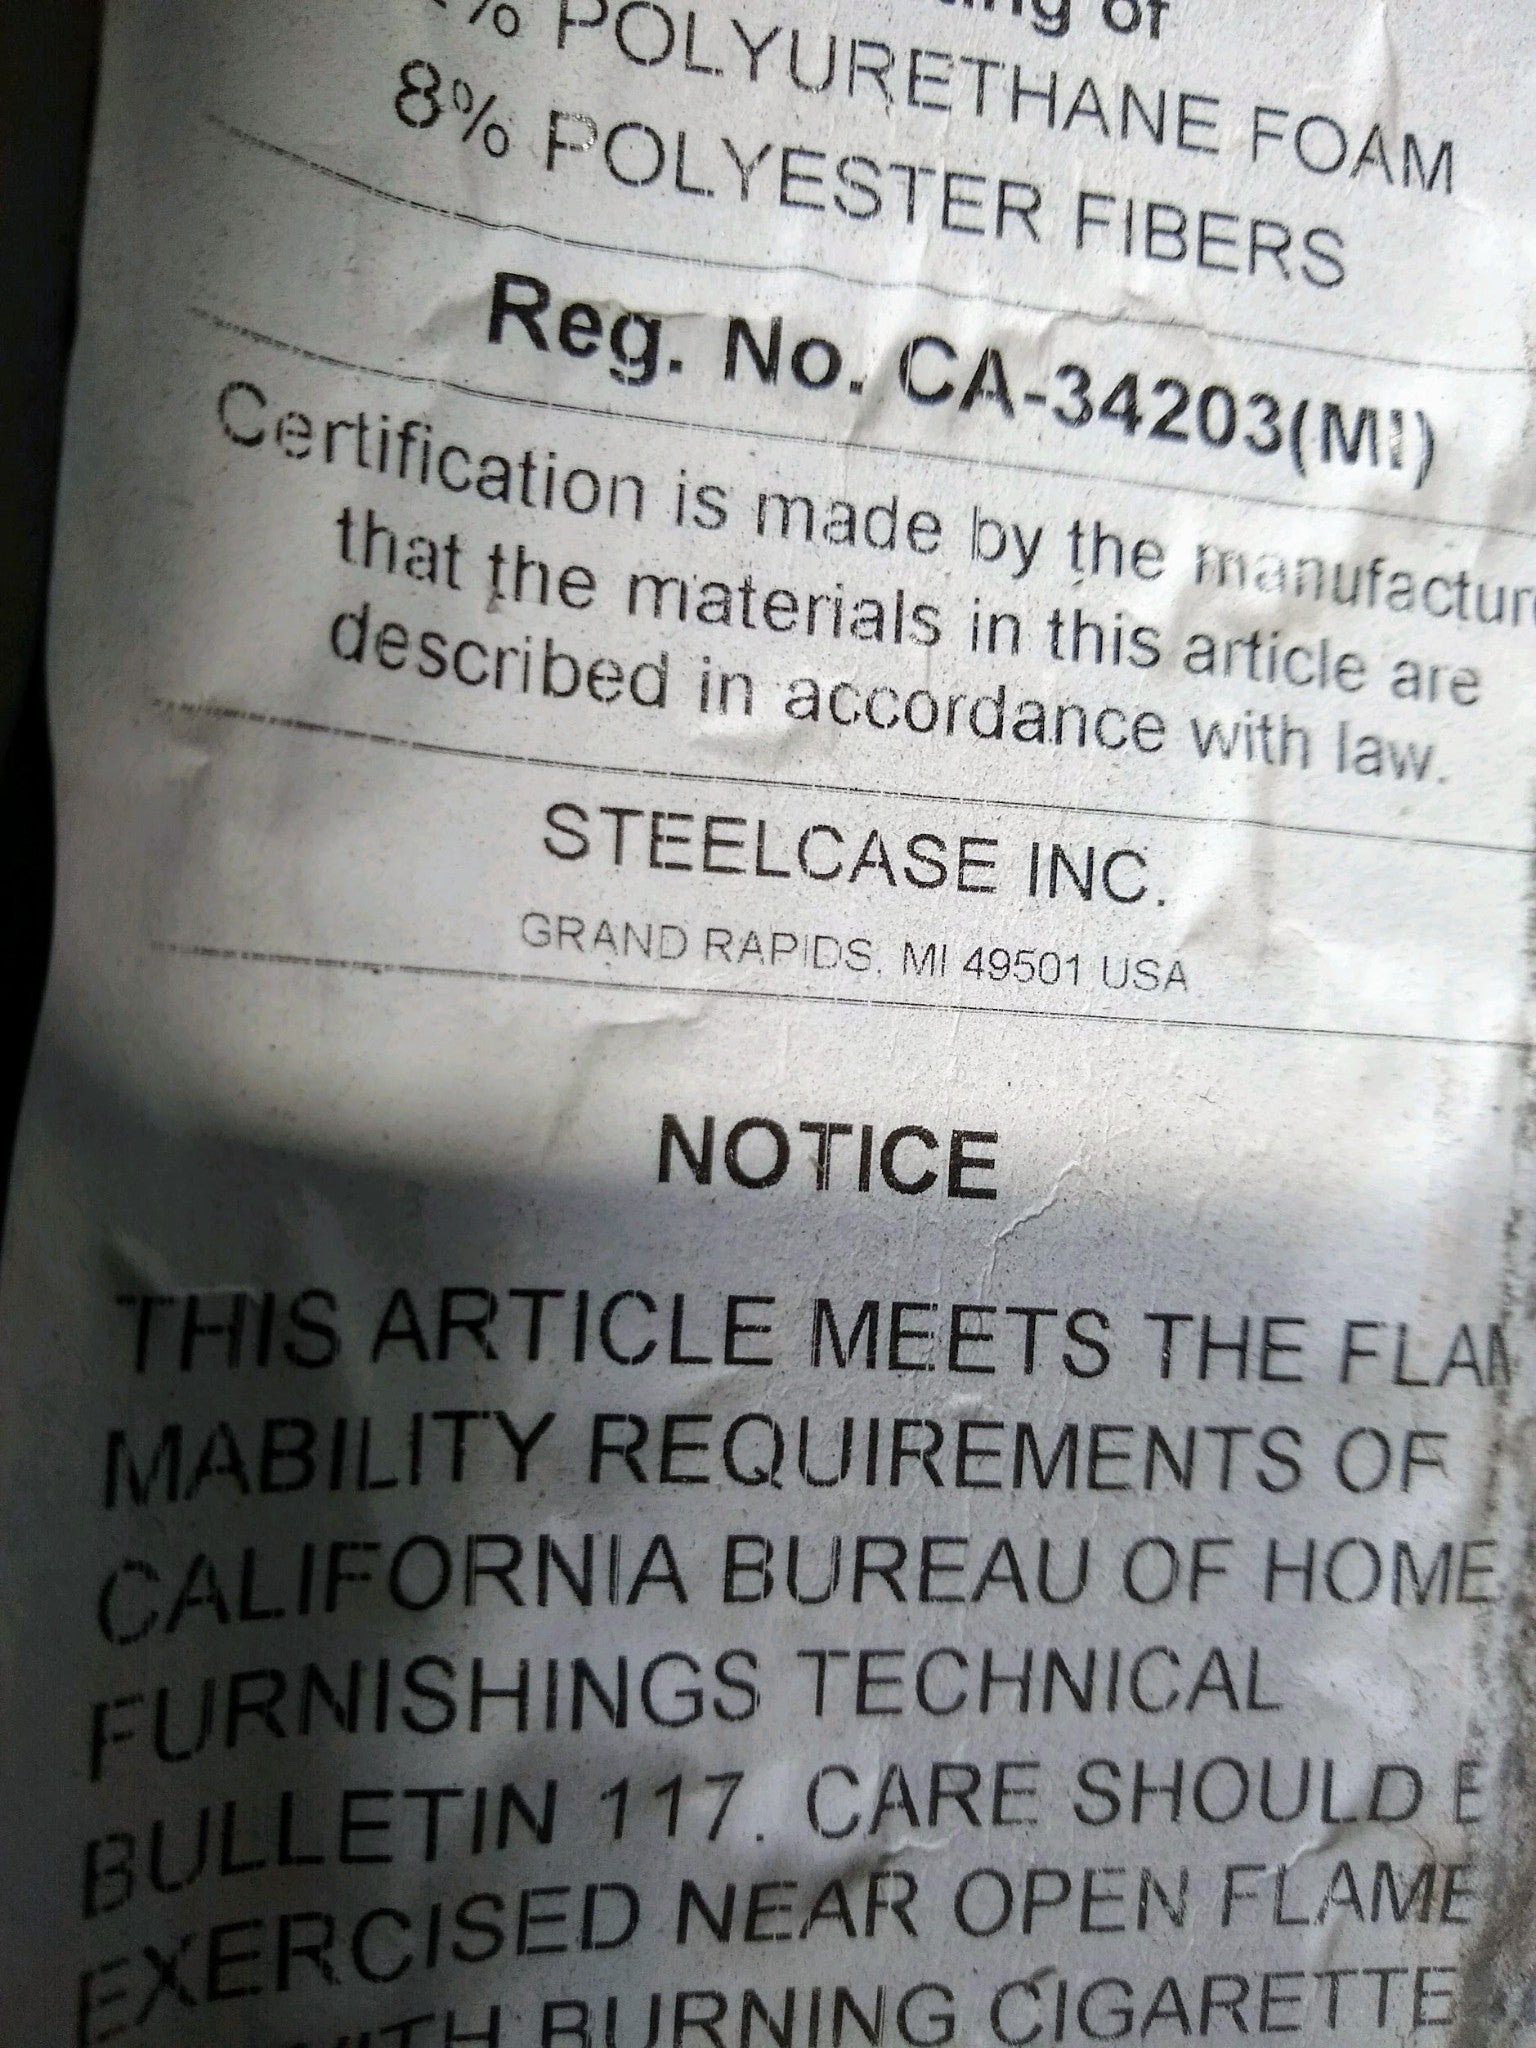 % POLYURETHANE FOAM
8% POLYESTER FIBERS
Reg. No. CA-34203(MI)
Certification is made by the manufactur
that the materials in this article are
described in accordance with law.
STEELCASE INC.
GRAND RAPIDS, MI 49501 USA
NOTICE
THIS ARTICLE MEETS THE FLAM
MABILITY REQUIREMENTS OF
CALIFORNIA BUREAU OF HOME
FURNISHINGS TECHNICAL
BULLETIN 117. CARE SHOULD B
EXERCISED NEAR OPEN FLAME
WITH BURNING CIGARETTE